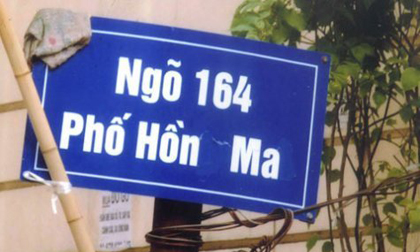 Ngõ 164
Phố Hồn Ma